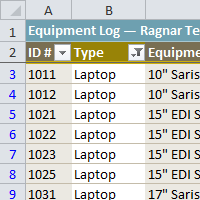 A B
1 Equipment Log — Ragnar Te
2 ID # Type Equipme
3 1011 Laptop 10" Saris
4 1012 Laptop 10" Saris
5 1021 Laptop 15" EDI S
6 1022 Laptop 15" EDI S
7 1023 Laptop 15" EDI S
8 1025 Laptop 15" EDI S
9 1031 Laptop 17" Saris